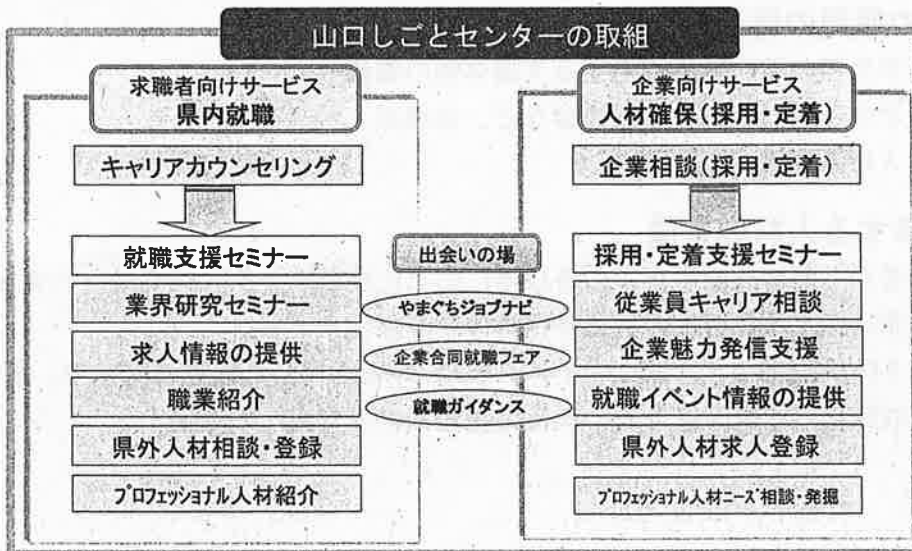 山口しごとセンターの取組
求職者向けサービス
県内就職
キャリアカウンセリング
就職支援セミナー
業界研究セミナー
求人情報の提供
職業紹介
県外人材相談・登録
プロフェッショナル人材紹介
出会いの場
やまぐちジョブナビ
企業合同就職フェア
就職ガイダンス
企業向けサービス
人材確保(採用・定着)
企業相談(採用・定着)
採用・定着支援セミナー
従業員キャリア相談
企業魅力発信支援
就職イベント情報の提供
県外人材求人登録
プロフェッショナル人材ニーズ相談・発掘